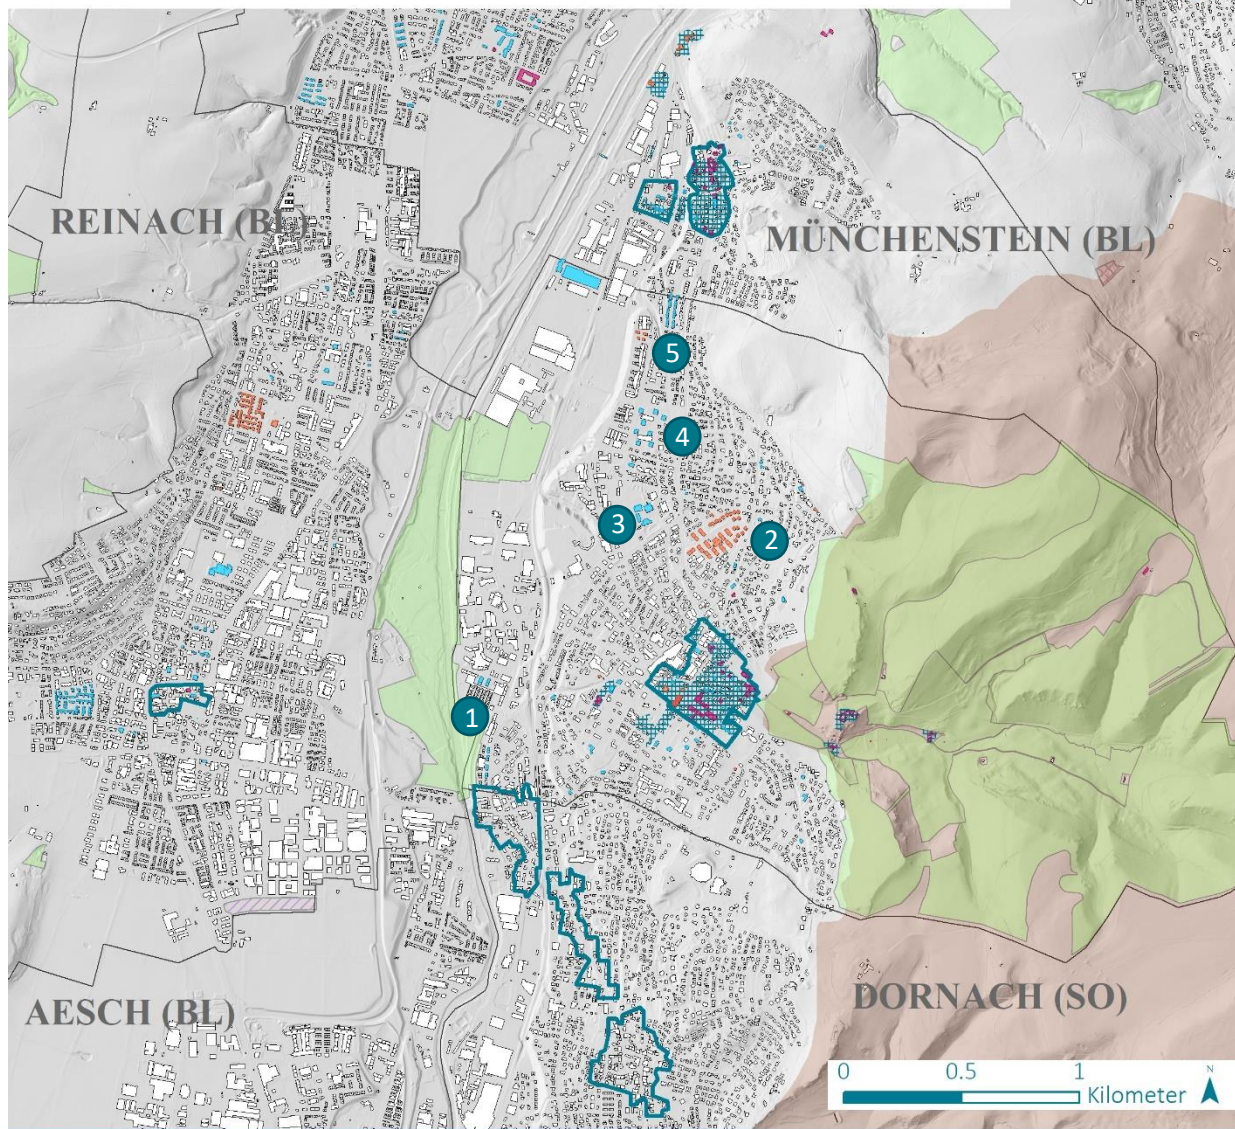 REINACH (BL)
MÜNCHENSTEIN (BL)
5
4
3
2
1
AESCH (BL)
DORNACH (SO)
0 0.5 1
Kilometer
N